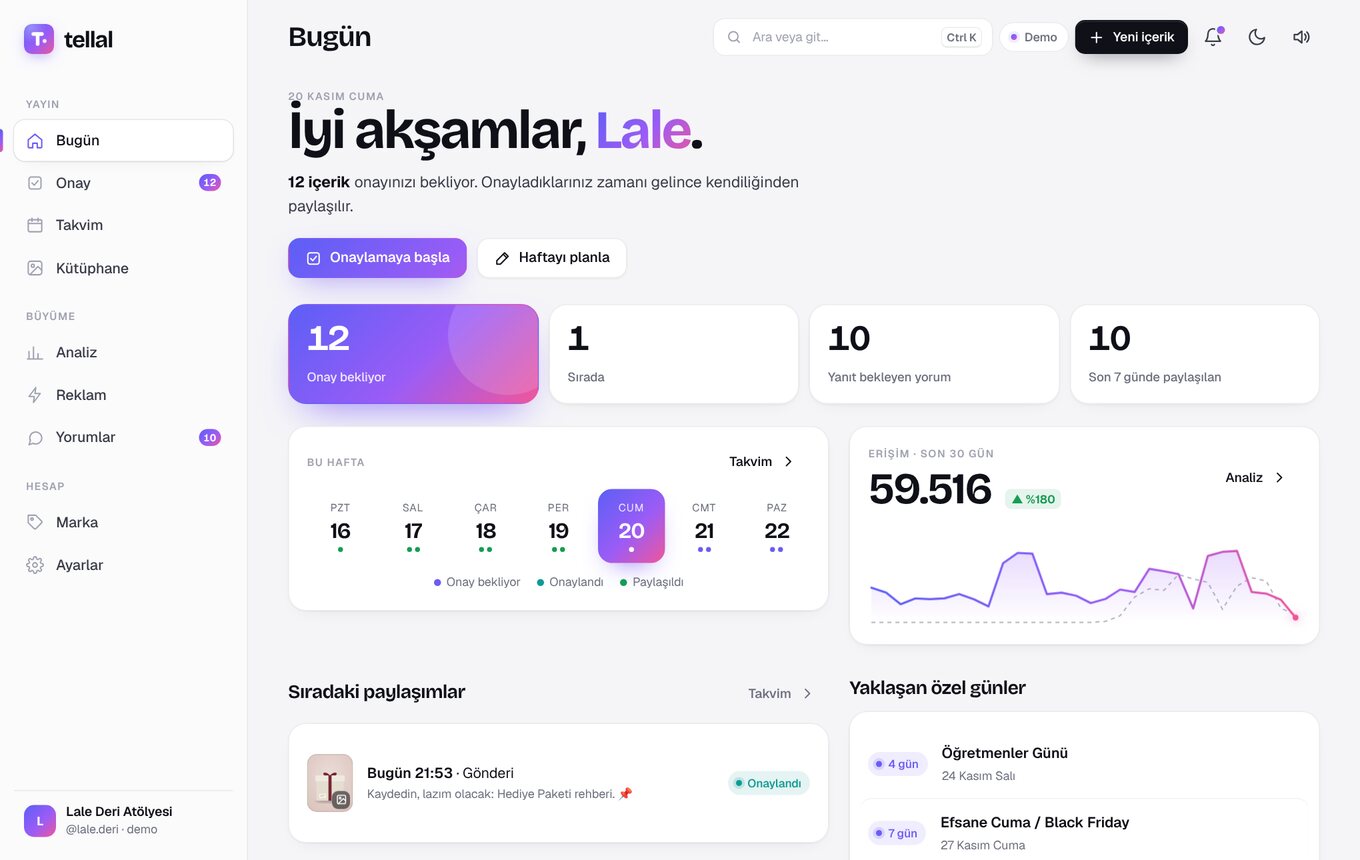 T.
tellal
YAYIN
Bugün
Onay 12
Takvim
Kütüphane
BÜYÜME
Analiz
Reklam
Yorumlar 10
HESAP
Marka
Ayarlar
L
Lale Deri Atölyesi
@lale.deri · demo
Bugün
Ara veya git...
Ctrl K
Demo
Yeni içerik
20 KASIM CUMA
İyi akşamlar, Lale.
12 içerik onayınızı bekliyor. Onayladıklarınız zamanı gelince kendiliğinden
paylaşılır.
Onaylamaya başla
Haftayı planla
12
Onay bekliyor
1
Sırada
10
Yanıt bekleyen yorum
10
Son 7 günde paylaşılan
BU HAFTA
Takvim
PZT SAL ÇAR PER CUM CMT PAZ
16 17 18 19 20 21 22
Onay bekliyor Onaylandı Paylaşıldı
ERİŞİM · SON 30 GÜN
59.516 ▲ %180
Analiz
Sıradaki paylaşımlar
Takvim
Bugün 21:53 · Gönderi
Kaydedin, lazım olacak: Hediye Paketi rehberi. 📌
Onaylandı
Yaklaşan özel günler
4 gün
Öğretmenler Günü
24 Kasım Salı
7 gün
Efsane Cuma / Black Friday
27 Kasım Cuma